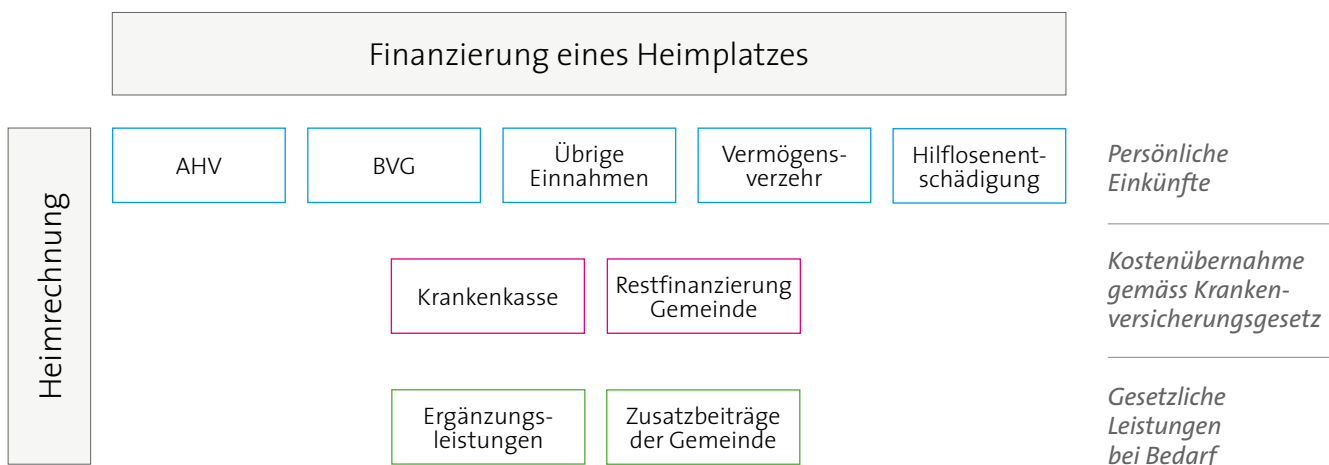 Finanzierung eines Heimplatzes
Heimrechnung
AHV
BVG
Übrige
Einnahmen
Vermögens-
verzehr
Hilflosenent-
schädigung
Persönliche
Einkünfte
Krankenkasse
Restfinanzierung
Gemeinde
Kostenübernahme
gemäss Kranken-
versicherungsgesetz
Ergänzungs-
leistungen
Zusatzbeiträge
der Gemeinde
Gesetzliche
Leistungen
bei Bedarf